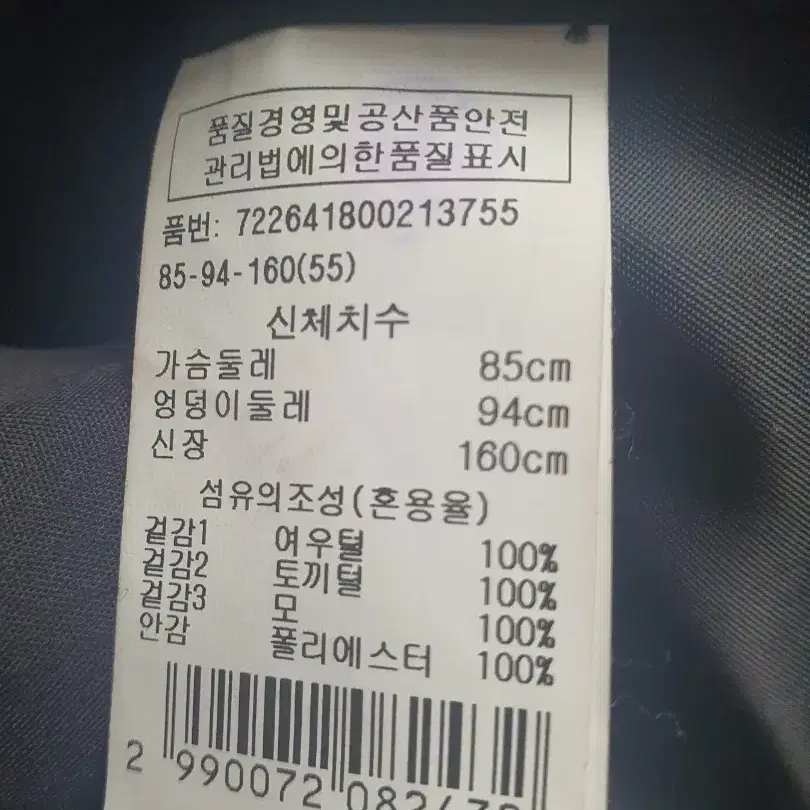 품질경영및공산품안전
관리법에의한품질표시
품번: 722641800213755
85-94-160(55)
신체치수
가슴둘레 85cm
엉덩이둘레 94cm
신장 160cm
섬유의조성(혼용율)
겉감1 여우털 100%
겉감2 토끼털 100%
겉감3 모 100%
안감 폴리에스터 100%
2 990072